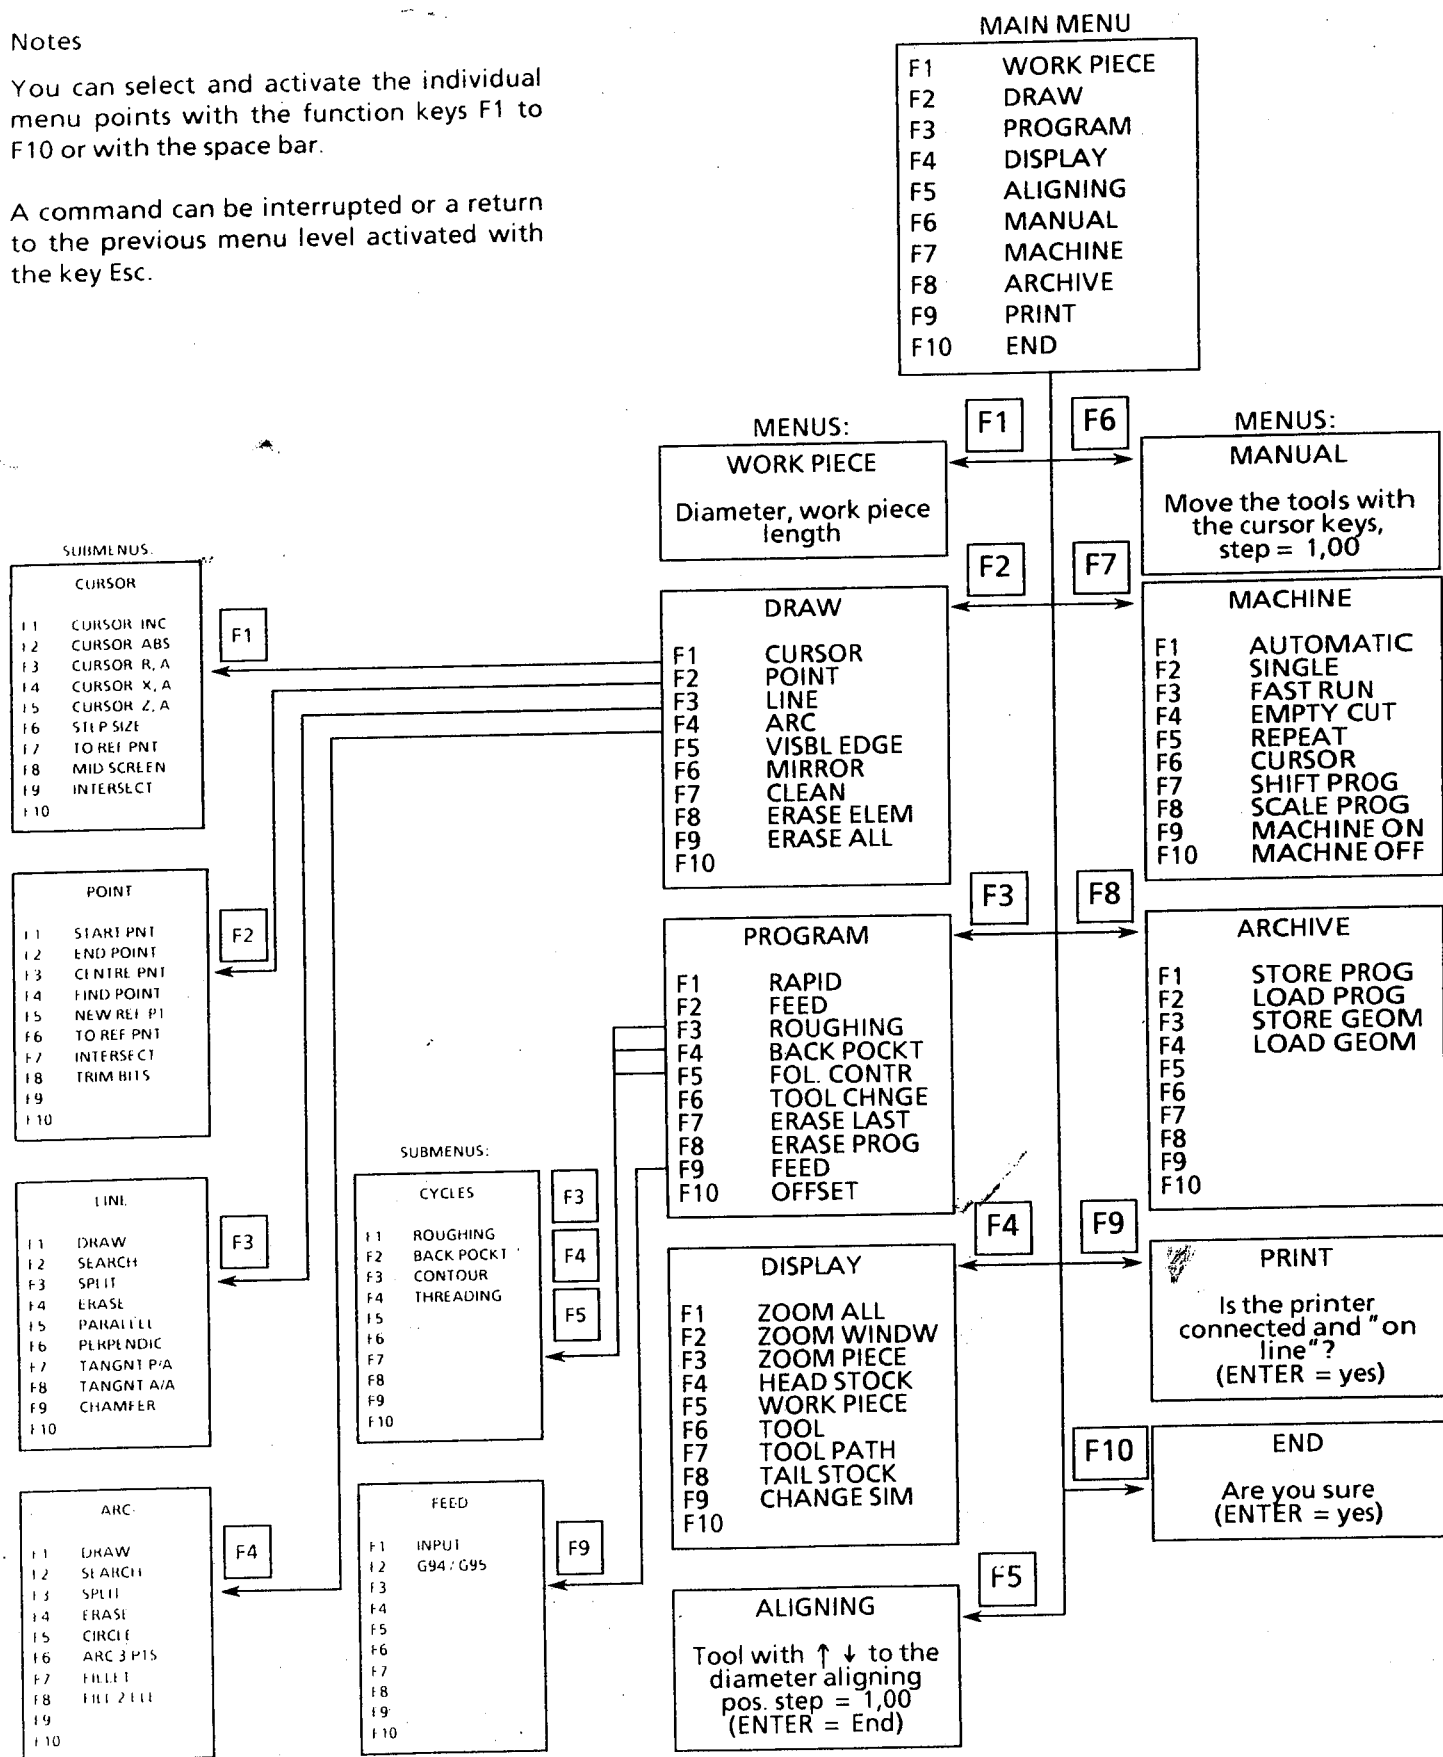 Notes
You can select and activate the individual
menu points with the function keys F1 to
F10 or with the space bar.
A command can be interrupted or a return
to the previous menu level activated with
the key Esc.
MAIN MENU
F1 WORK PIECE
F2 DRAW
F3 PROGRAM
F4 DISPLAY
F5 ALIGNING
F6 MANUAL
F7 MACHINE
F8 ARCHIVE
F9 PRINT
F10 END
MENUS:
F1
WORK PIECE
Diameter, work piece
length
F2
DRAW
F1 CURSOR
F2 POINT
F3 LINE
F4 ARC
F5 VISBL EDGE
F6 MIRROR
F7 CLEAN
F8 ERASE ELEM
F9 ERASE ALL
F10
F3
PROGRAM
F1 RAPID
F2 FEED
F3 ROUGHING
F4 BACK POCKT
F5 FOL. CONTR
F6 TOOL CHNGE
F7 ERASE LAST
F8 ERASE PROG
F9 FEED
F10 OFFSET
F4
DISPLAY
F1 ZOOM ALL
F2 ZOOM WINDW
F3 ZOOM PIECE
F4 HEAD STOCK
F5 WORK PIECE
F6 TOOL
F7 TOOL PATH
F8 TAIL STOCK
F9 CHANGE SIM
F10
F5
ALIGNING
Tool with ↑ ↓ to the
diameter aligning
pos. step = 1,00
(ENTER = End)
MENUS:
F6
MANUAL
Move the tools with
the cursor keys,
step = 1,00
F7
MACHINE
F1 AUTOMATIC
F2 SINGLE
F3 FAST RUN
F4 EMPTY CUT
F5 REPEAT
F6 CURSOR
F7 SHIFT PROG
F8 SCALE PROG
F9 MACHINE ON
F10 MACHNE OFF
F8
ARCHIVE
F1 STORE PROG
F2 LOAD PROG
F3 STORE GEOM
F4 LOAD GEOM
F5
F6
F7
F8
F9
F10
F9
PRINT
Is the printer
connected and "on
line"?
(ENTER = yes)
F10
END
Are you sure
(ENTER = yes)
SUBMENUS:
CURSOR
F1
F1 CURSOR INC
F2 CURSOR ABS
F3 CURSOR R, A
F4 CURSOR X, A
F5 CURSOR Z, A
F6 STEP SIZE
F7 TO REF PNT
F8 MID SCREEN
F9 INTERSECT
F10
POINT
F2
F1 START PNT
F2 END POINT
F3 CENTRE PNT
F4 FIND POINT
F5 NEW REF PT
F6 TO REF PNT
F7 INTERSECT
F8 TRIM BITS
F9
F10
LINE
F3
F1 DRAW
F2 SEARCH
F3 SPLIT
F4 ERASE
F5 PARALLEL
F6 PERPENDIC
F7 TANGNT P/A
F8 TANGNT A/A
F9 CHAMFER
F10
ARC
F4
F1 DRAW
F2 SEARCH
F3 SPLIT
F4 ERASE
F5 CIRCLE
F6 ARC 3 PTS
F7 FILLET
F8 FILL 2 ELE
F9
F10
SUBMENUS:
CYCLES
F3
F4
F5
F1 ROUGHING
F2 BACK POCKT
F3 CONTOUR
F4 THREADING
F5
F6
F7
F8
F9
F10
FEED
F9
F1 INPUT
F2 G94 / G95
F3
F4
F5
F6
F7
F8
F9
F10